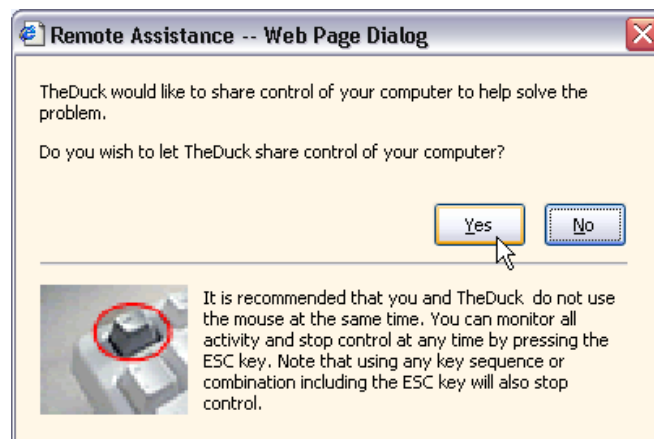 Remote Assistance -- Web Page Dialog
TheDuck would like to share control of your computer to help solve the
problem.
Do you wish to let TheDuck share control of your computer?
Yes
No
It is recommended that you and TheDuck do not use
the mouse at the same time. You can monitor all
activity and stop control at any time by pressing the
ESC key. Note that using any key sequence or
combination including the ESC key will also stop
control.